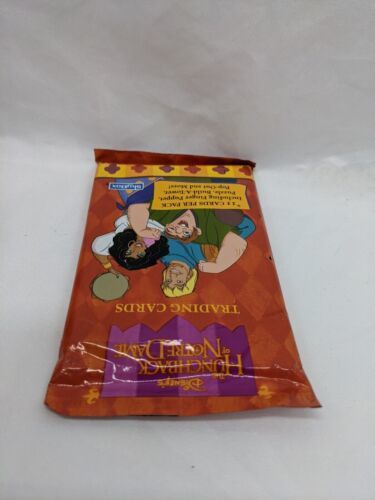 DISNEY'S
THE
HUNCHBACK
OF
NOTRE DAME
TRADING CARDS
*11 CARDS PER PACK
Including Finger Puppet,
Puzzle, Build-A-Tower,
Pop-Out and More!
SkyBox